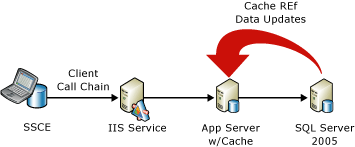 Cache REf
Data Updates
Client
Call Chain
SSCE
IIS Service
App Server
w/Cache
SQL Server
2005